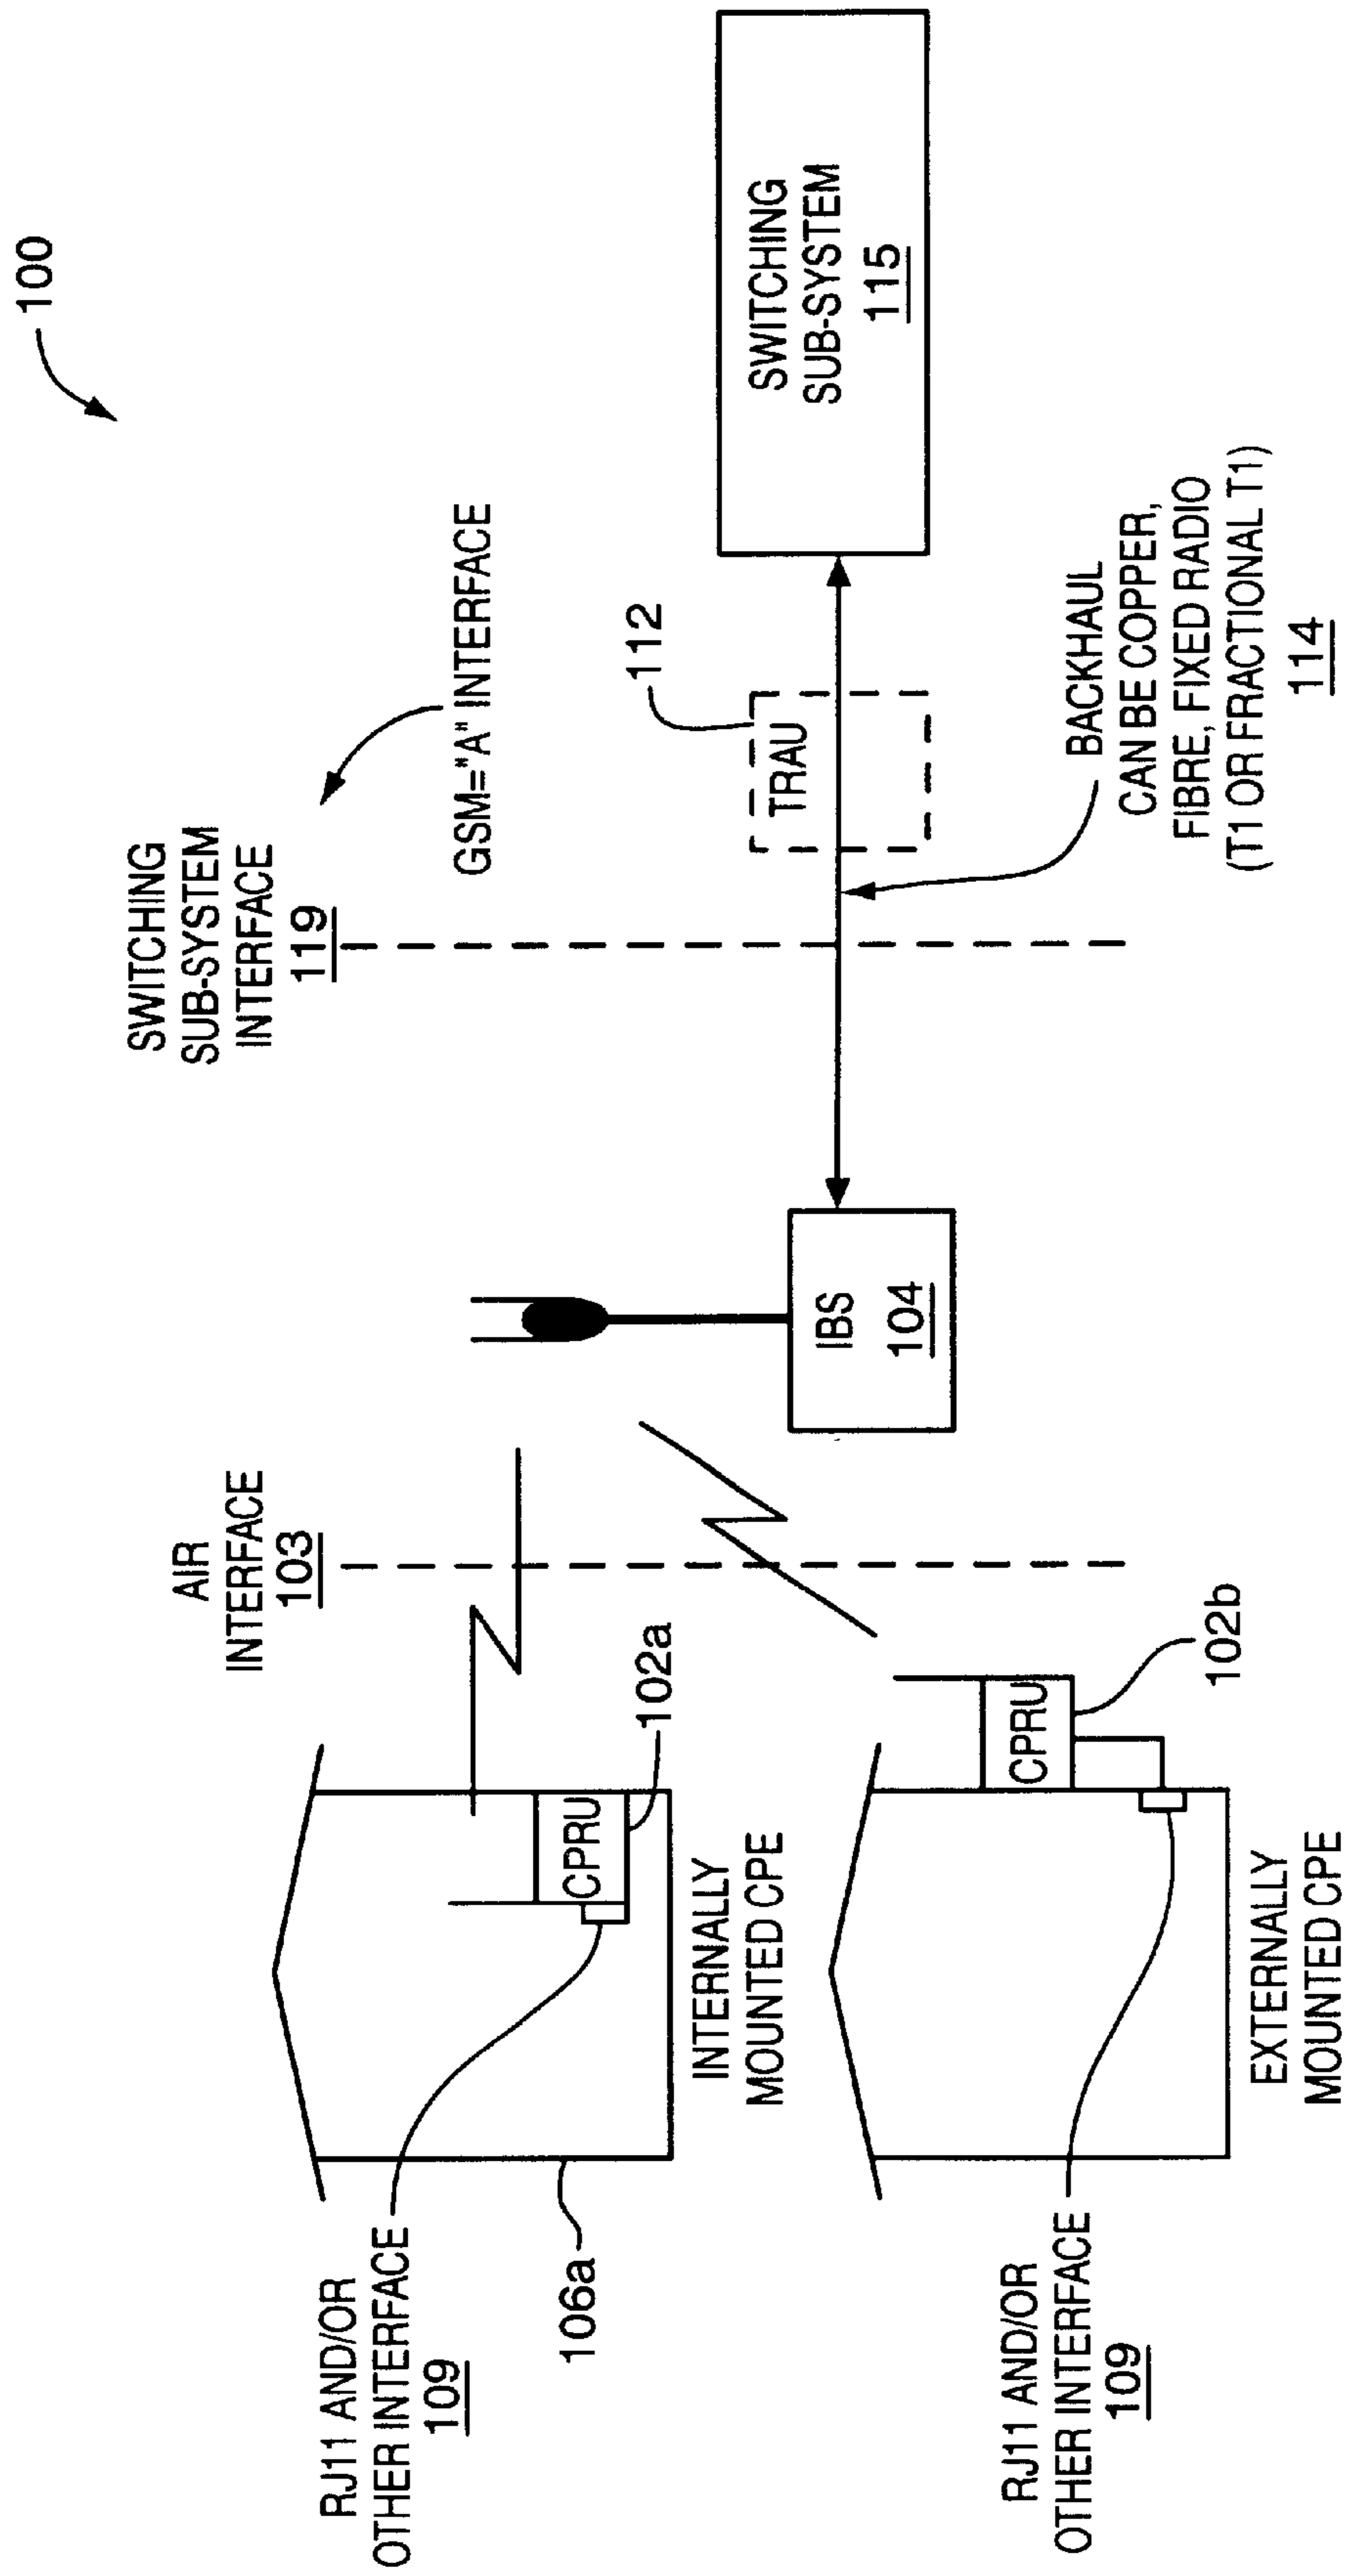 100
SWITCHING
SUB-SYSTEM
INTERFACE
119
GSM="A" INTERFACE
AIR
INTERFACE
103
112
TRAU
SWITCHING
SUB-SYSTEM
115
IBS
104
BACKHAUL
CAN BE COPPER,
FIBRE, FIXED RADIO
(T1 OR FRACTIONAL T1)
114
RJ11 AND/OR
OTHER INTERFACE
109
106a
CPRU
102a
INTERNALLY
MOUNTED CPE
CPRU
102b
RJ11 AND/OR
OTHER INTERFACE
109
EXTERNALLY
MOUNTED CPE